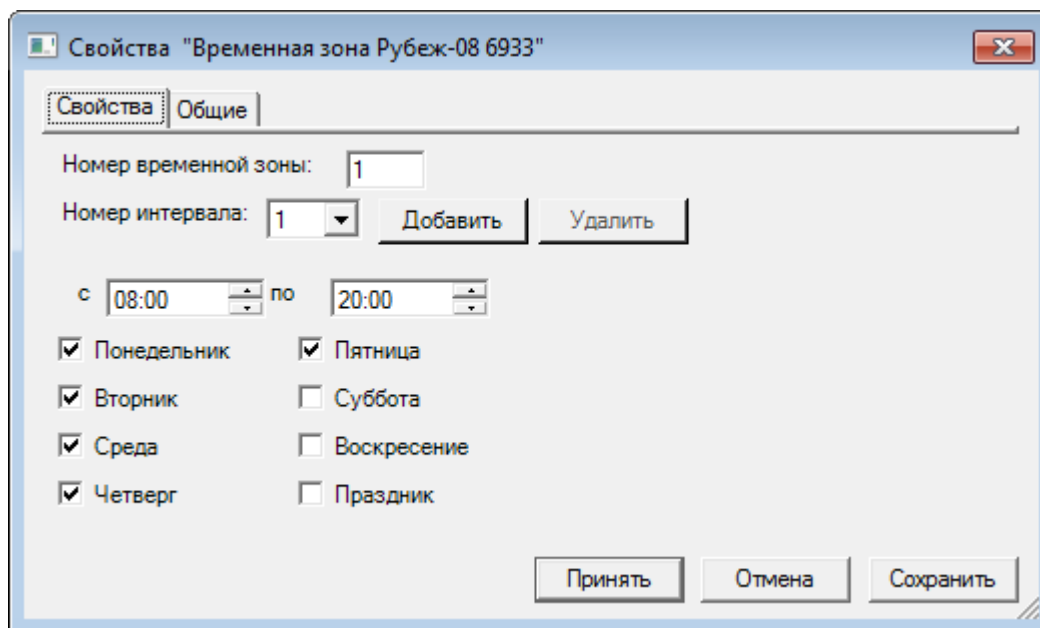 Свойства "Временная зона Рубеж-08 6933"
Свойства Общие
Номер временной зоны: 1
Номер интервала: 1 Добавить Удалить
с 08:00 по 20:00
Понедельник Пятница
Вторник Суббота
Среда Воскресение
Четверг Праздник
Принять Отмена Сохранить